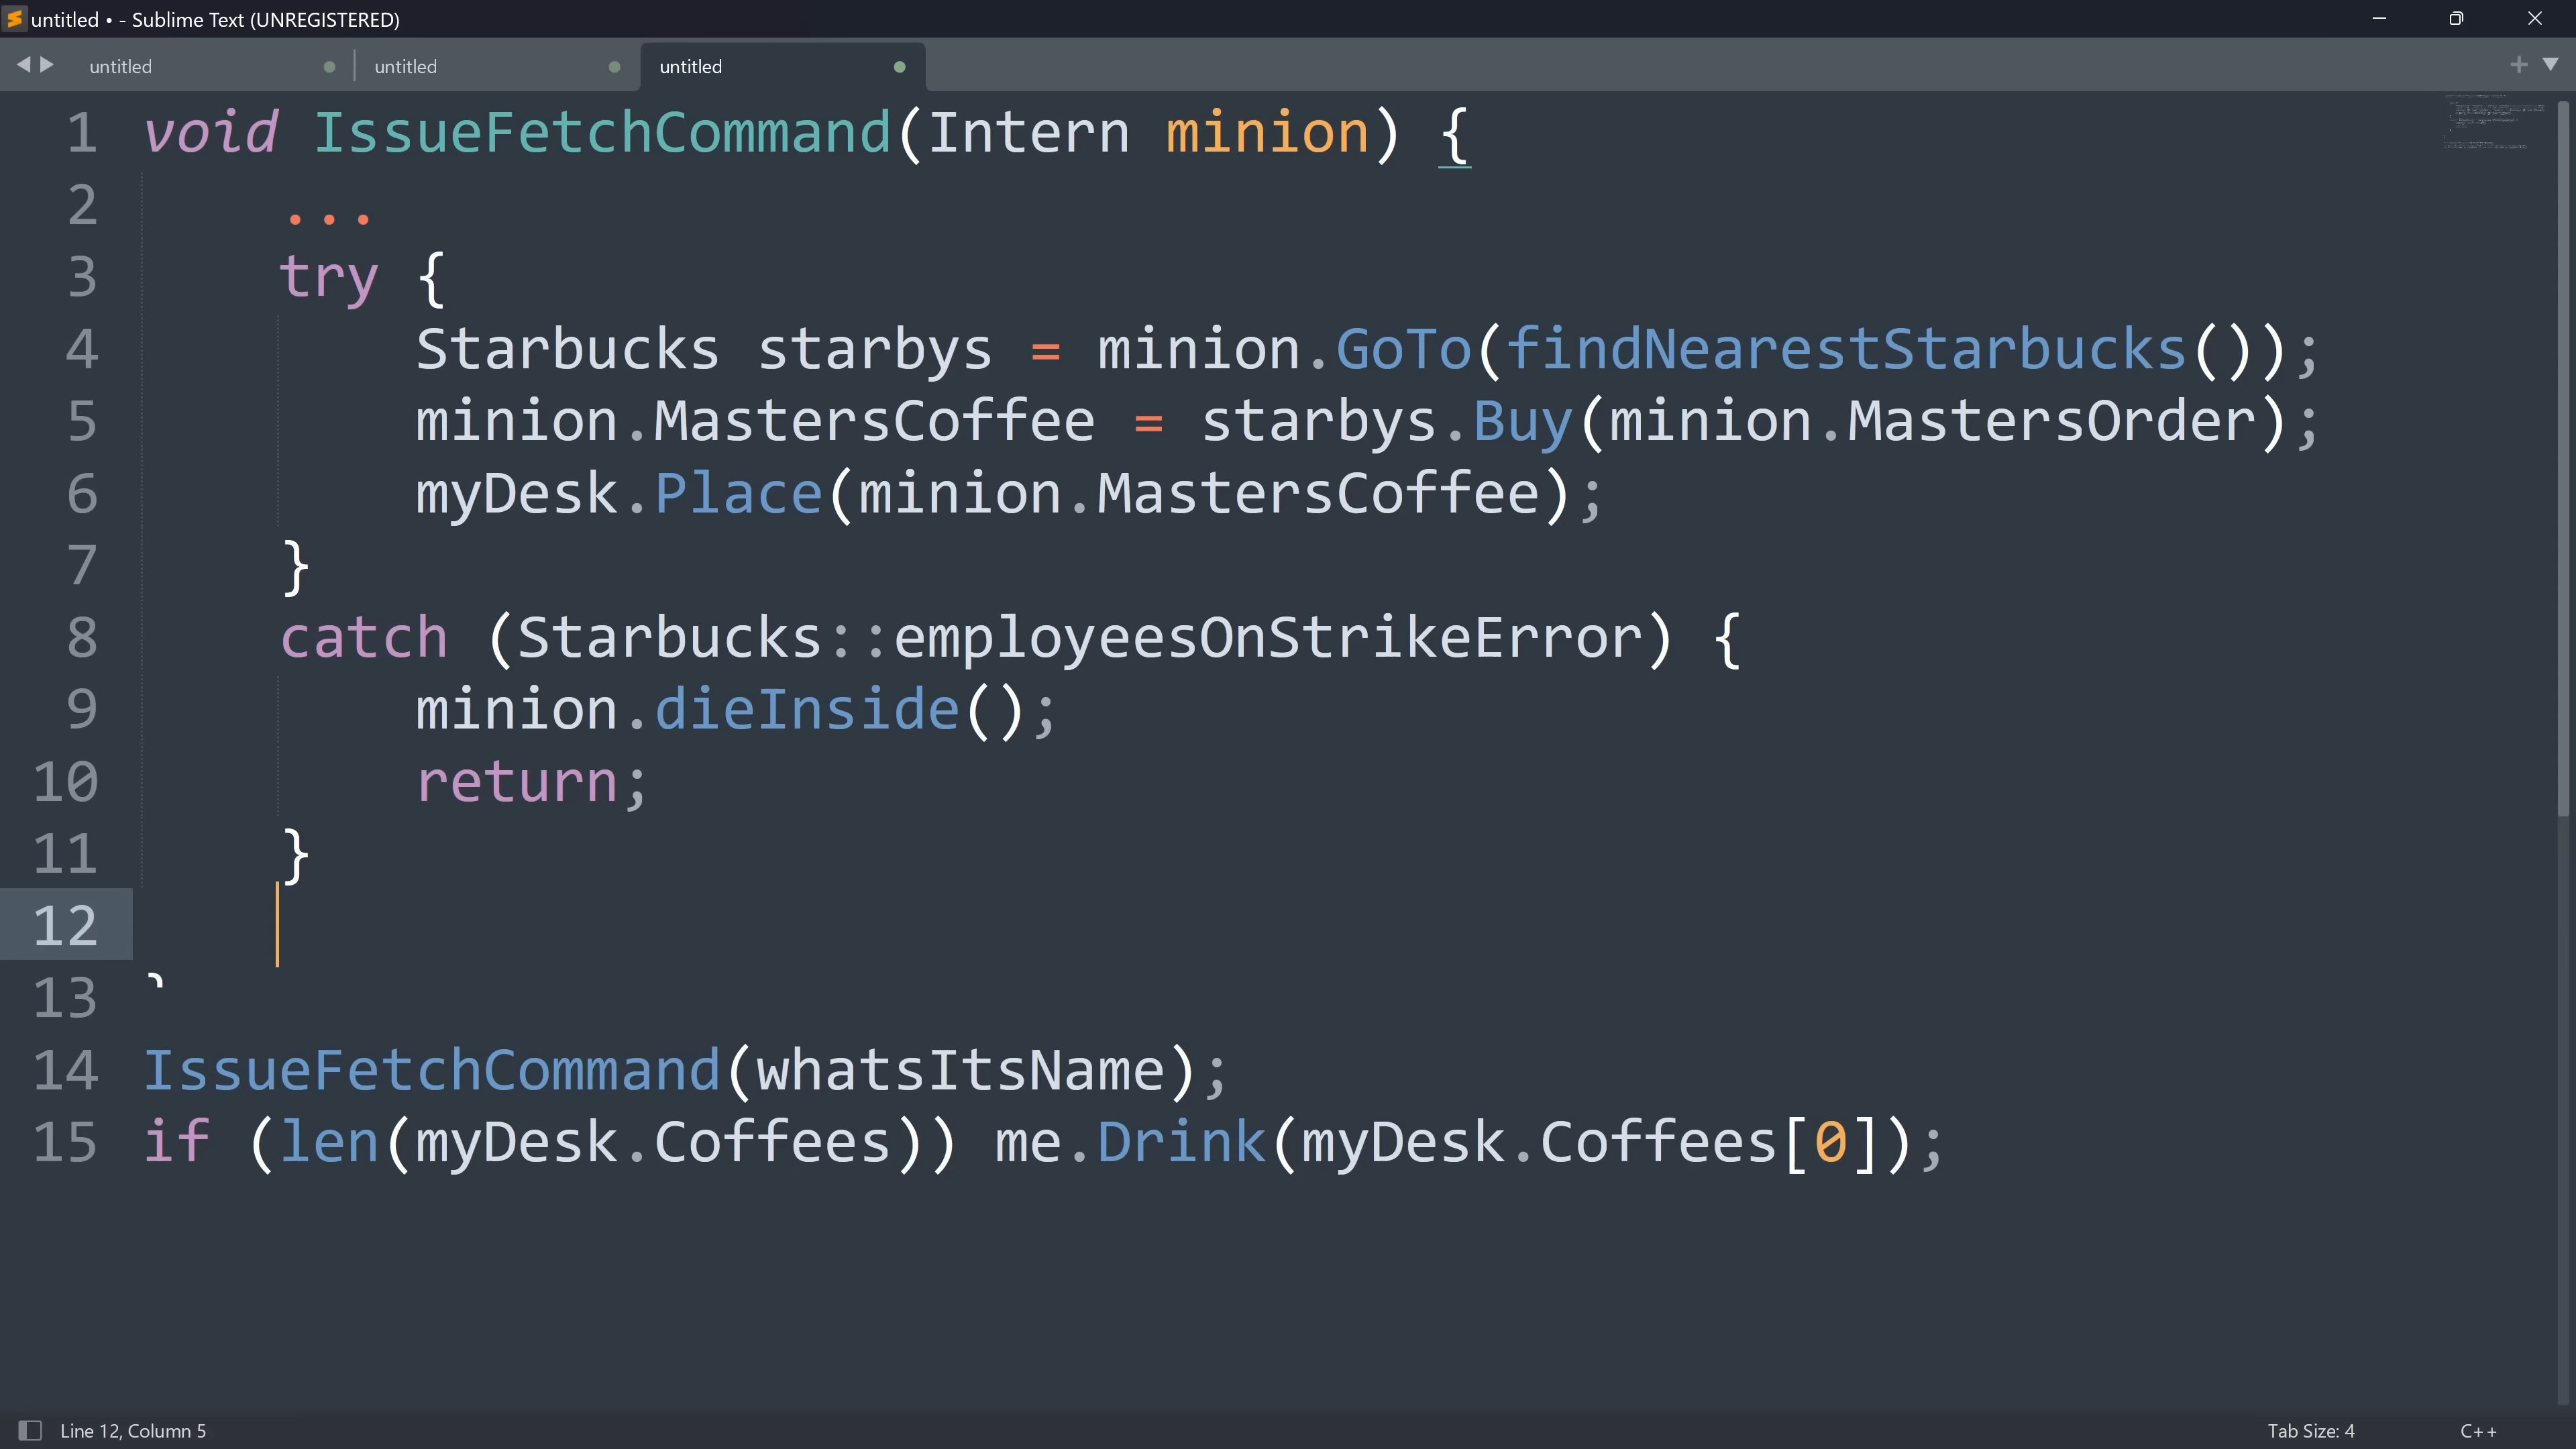 untitled • - Sublime Text (UNREGISTERED)
untitled untitled untitled
1 void IssueFetchCommand(Intern minion) {
2 ...
3 try {
4 Starbucks starbys = minion.GoTo(findNearestStarbucks());
5 minion.MastersCoffee = starbys.Buy(minion.MastersOrder);
6 myDesk.Place(minion.MastersCoffee);
7 }
8 catch (Starbucks::employeesOnStrikeError) {
9 minion.dieInside();
10 return;
11 }
12
13 }
14 IssueFetchCommand(whatsItsName);
15 if (len(myDesk.Coffees)) me.Drink(myDesk.Coffees[0]);
Line 12, Column 5 Tab Size: 4 C++